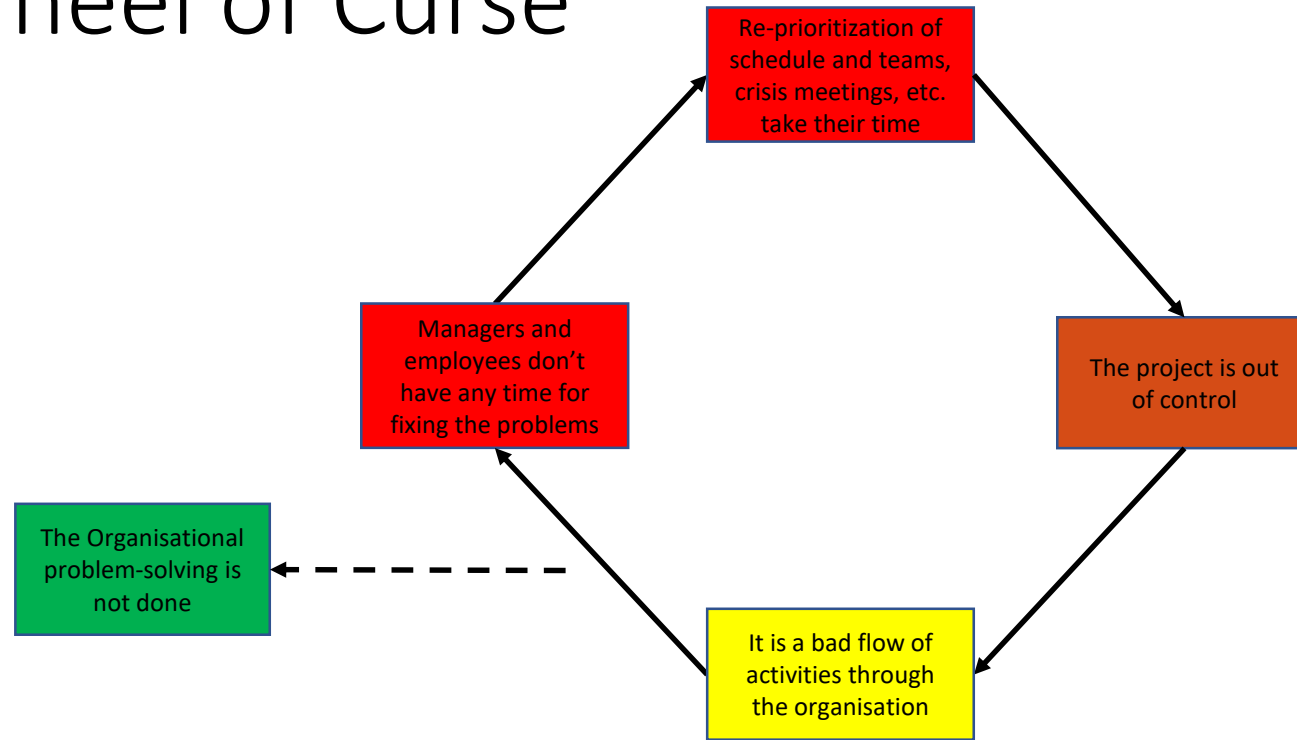 heel of Curse
Re-prioritization of
schedule and teams,
crisis meetings, etc.
take their time
Managers and
employees don’t
have any time for
fixing the problems
The project is out
of control
The Organisational
problem-solving is
not done
It is a bad flow of
activities through
the organisation